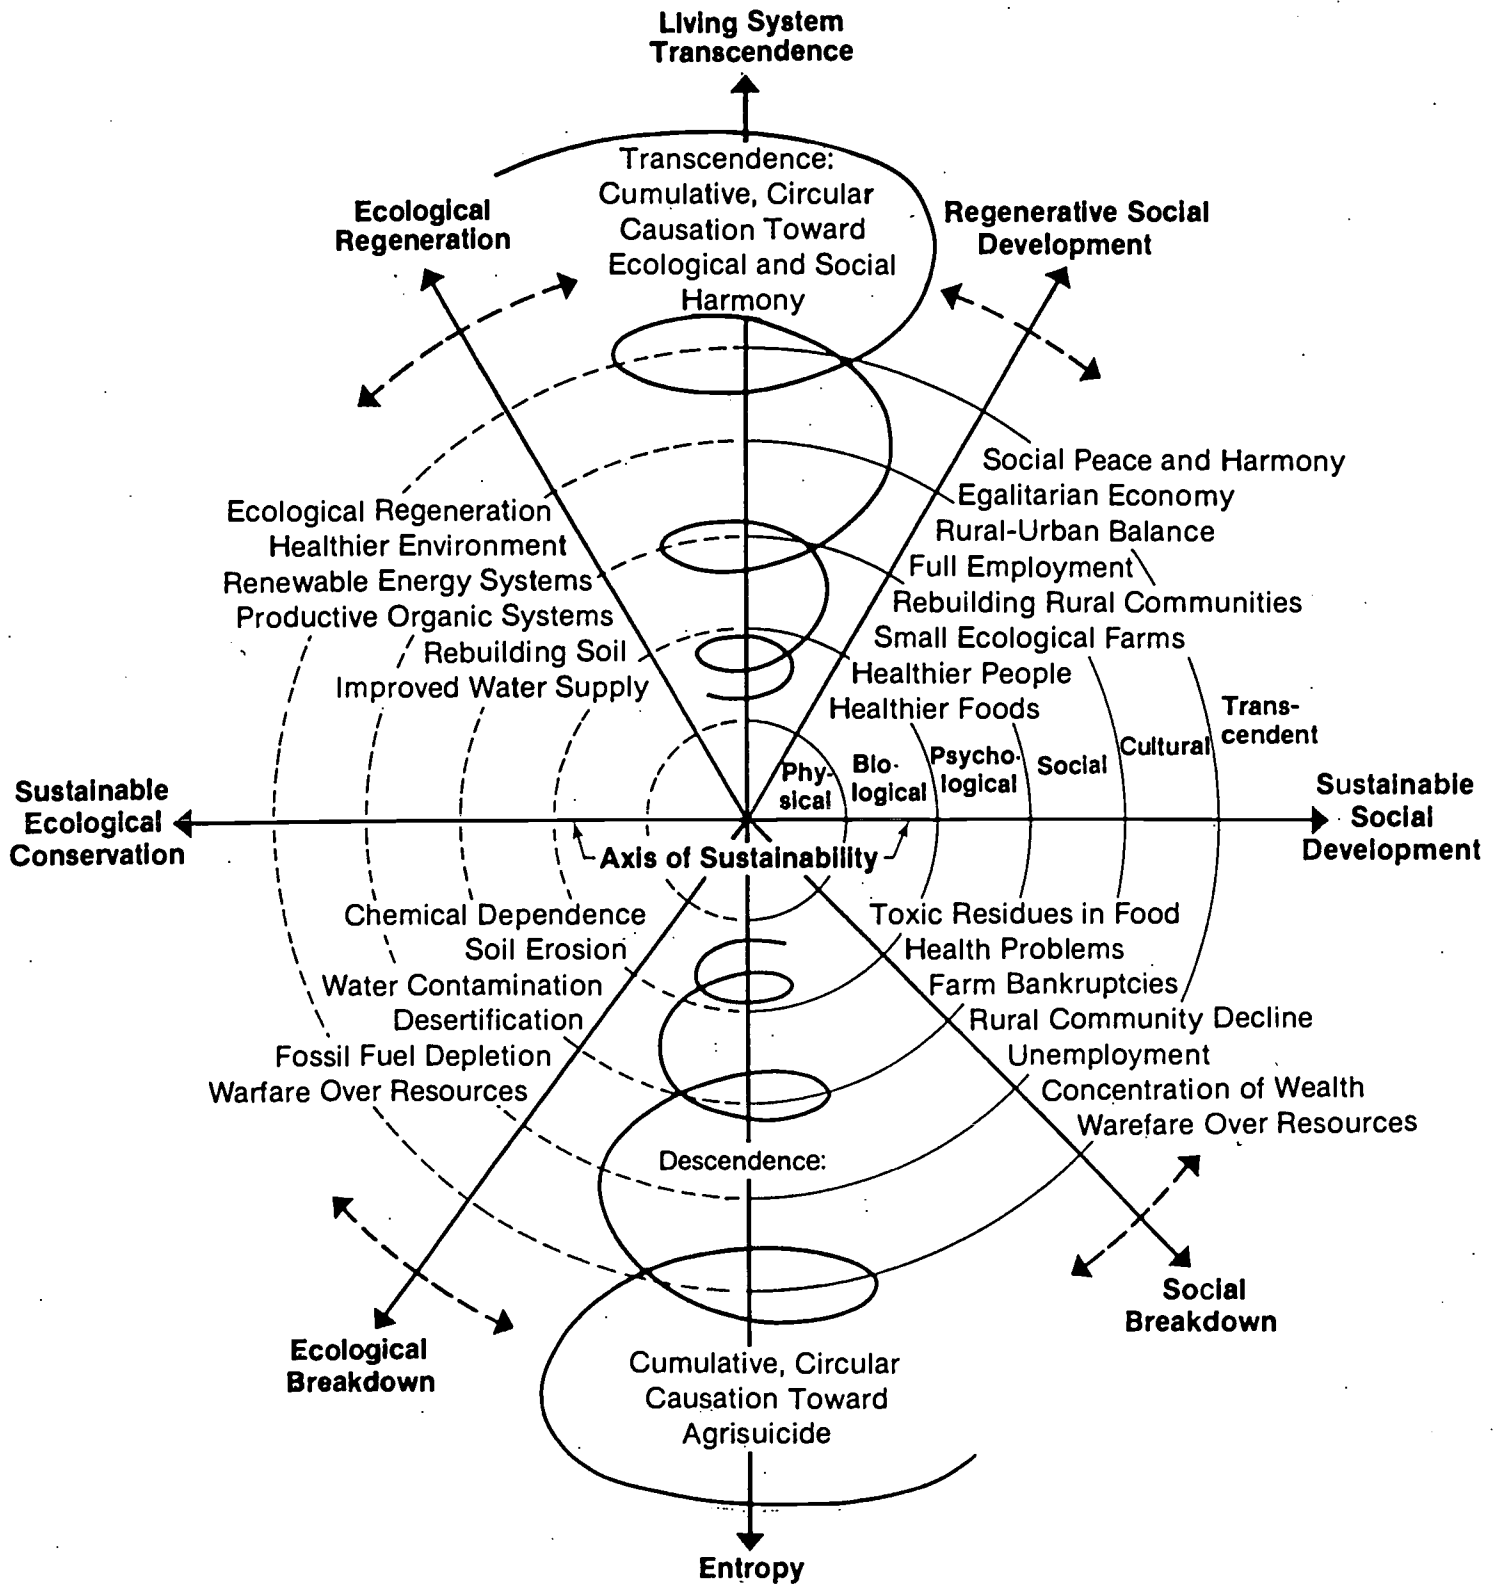 Living System
Transcendence
Transcendence:
Cumulative, Circular
Causation Toward
Ecological and Social
Harmony
Ecological
Regeneration
Regenerative Social
Development
Social Peace and Harmony
Egalitarian Economy
Rural-Urban Balance
Full Employment
Rebuilding Rural Communities
Small Ecological Farms
Healthier People
Healthier Foods
Ecological Regeneration
Healthier Environment
Renewable Energy Systems
Productive Organic Systems
Rebuilding Soil
Improved Water Supply
Phy-
sical
Bio-
logical
Psycho-
logical
Social
Cultural
Trans-
cendent
Sustainable
Ecological
Conservation
Sustainable
Social
Development
Axis of Sustainability
Chemical Dependence
Soil Erosion
Water Contamination
Desertification
Fossil Fuel Depletion
Warfare Over Resources
Toxic Residues in Food
Health Problems
Farm Bankruptcies
Rural Community Decline
Unemployment
Concentration of Wealth
Warefare Over Resources
Descendence:
Ecological
Breakdown
Social
Breakdown
Cumulative, Circular
Causation Toward
Agrisuicide
Entropy